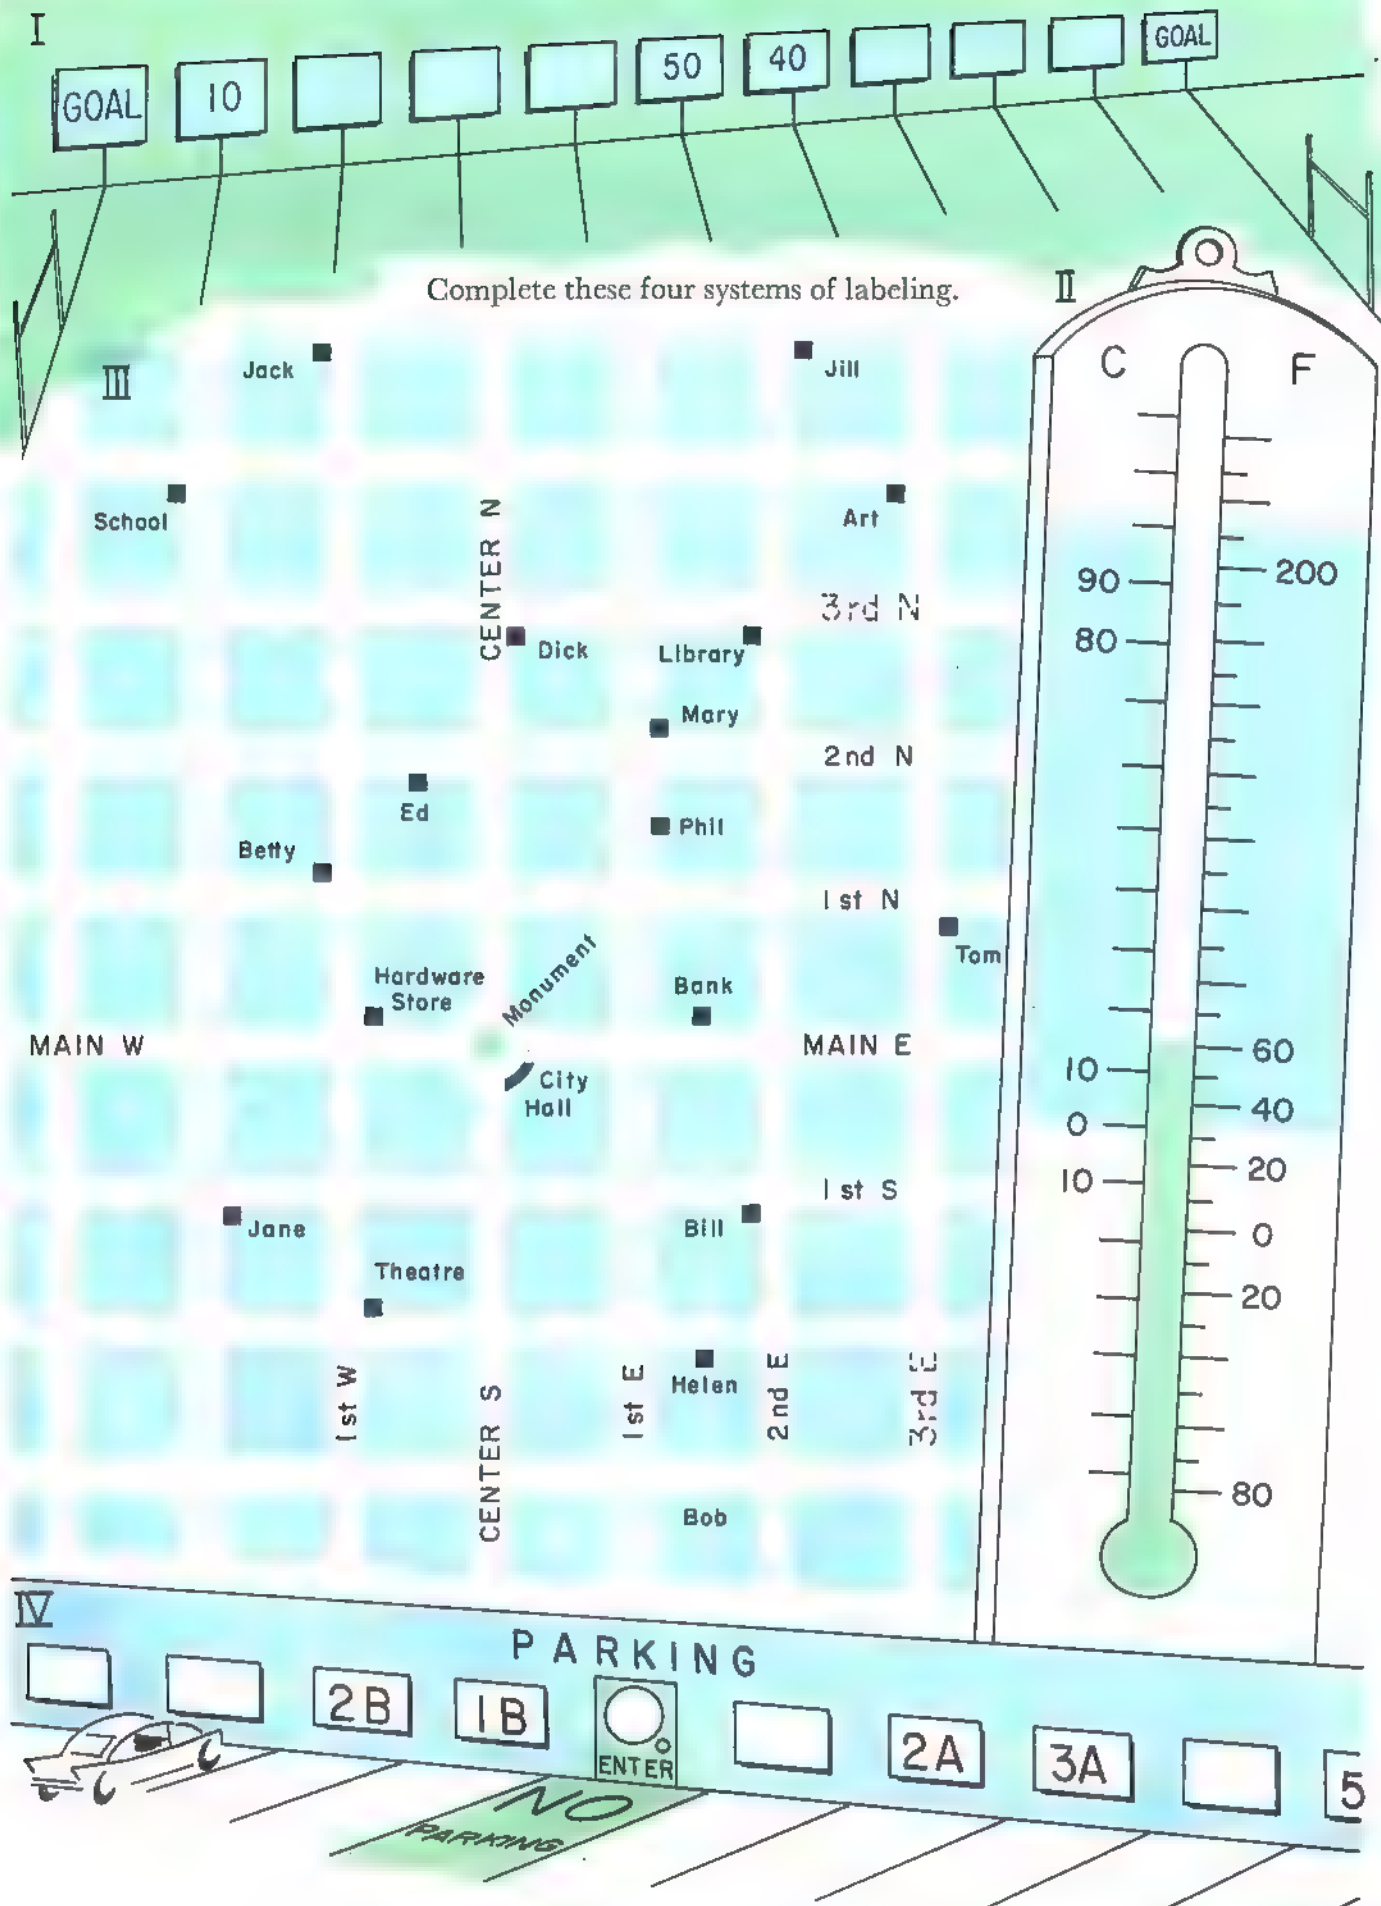 I
GOAL
10
50
40
GOAL
Complete these four systems of labeling.
II
C
F
90
80
10
0
10
200
60
40
20
0
20
80
III
Jack
Jill
School
CENTER N
Art
3rd N
Dick
Library
Mary
2nd N
Ed
Phil
Betty
1st N
Tom
Hardware
Store
Monument
Bank
MAIN W
MAIN E
City
Hall
1st S
Jane
Bill
Theatre
1st W
CENTER S
1st E
Helen
2nd E
3rd E
Bob
IV
PARKING
2B
1B
ENTER
2A
3A
5
NO
PARKING